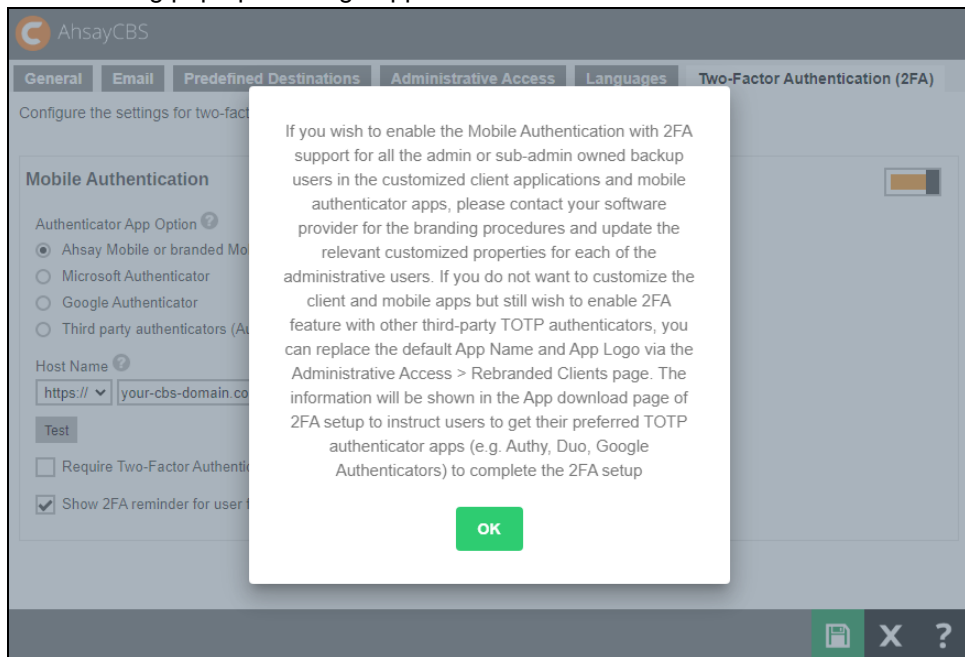 AhsayCBS
General Email Predefined Destinations Administrative Access Languages Two-Factor Authentication (2FA)
Configure the settings for two-fact
Mobile Authentication
Authenticator App Option ?
Ahsay Mobile or branded Mo
Microsoft Authenticator
Google Authenticator
Third party authenticators (Au
Host Name ?
https:// your-cbs-domain.co
Test
Require Two-Factor Authentic
Show 2FA reminder for user
If you wish to enable the Mobile Authentication with 2FA
support for all the admin or sub-admin owned backup
users in the customized client applications and mobile
authenticator apps, please contact your software
provider for the branding procedures and update the
relevant customized properties for each of the
administrative users. If you do not want to customize the
client and mobile apps but still wish to enable 2FA
feature with other third-party TOTP authenticators, you
can replace the default App Name and App Logo via the
Administrative Access > Rebranded Clients page. The
information will be shown in the App download page of
2FA setup to instruct users to get their preferred TOTP
authenticator apps (e.g. Authy, Duo, Google
Authenticators) to complete the 2FA setup
OK
X ?